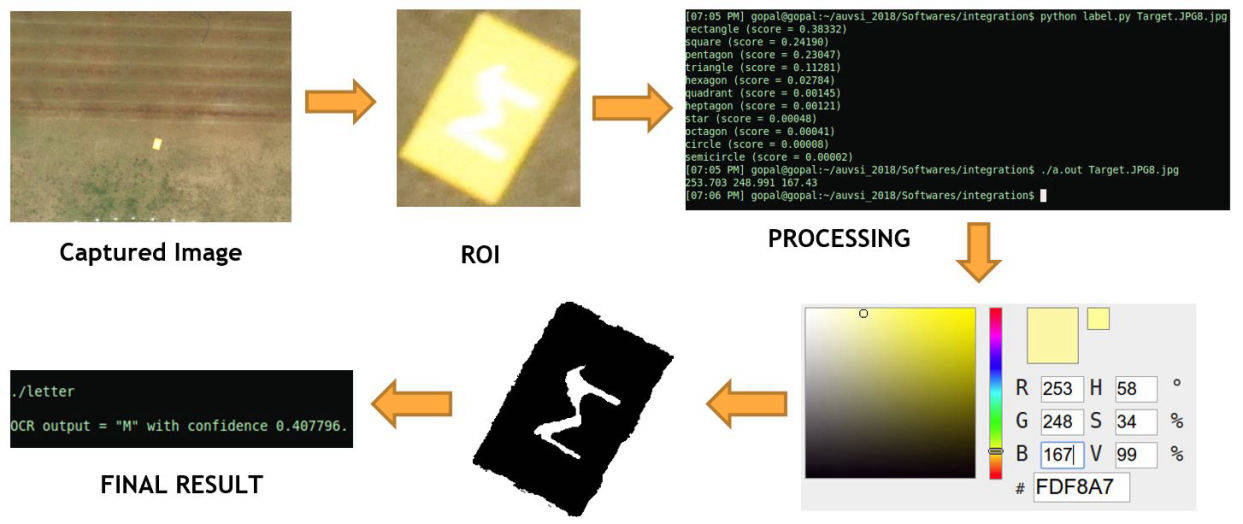 [07:05 PM] gopal@gopal:~/auvsi_2018/Softwares/integration$ python label.py Target.JPG8.jpg
rectangle (score = 0.38332)
square (score = 0.24190)
pentagon (score = 0.23047)
triangle (score = 0.11281)
hexagon (score = 0.02784)
quadrant (score = 0.00145)
heptagon (score = 0.00121)
star (score = 0.00048)
octagon (score = 0.00041)
circle (score = 0.00008)
semicircle (score = 0.00002)
[07:05 PM] gopal@gopal:~/auvsi_2018/Softwares/integration$ ./a.out Target.JPG8.jpg
253.703 248.991 167.43
[07:06 PM] gopal@gopal:~/auvsi_2018/Softwares/integration$
M
Captured Image
ROI
PROCESSING
R 253 H 58 °
G 248 S 34 %
B 167 V 99 %
# FDF8A7
M
./letter
OCR output = "M" with confidence 0.407796.
FINAL RESULT